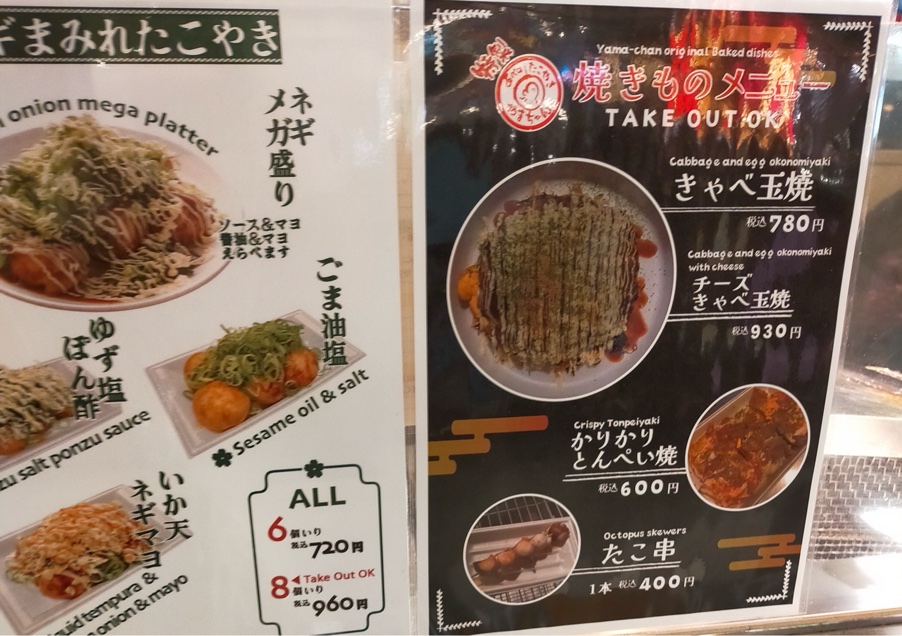 ギまみれたこやき
onion mega platter
ネギ
メガ盛り
ソース&マヨ
醤油&マヨ
えらべます
ごま油塩
Sesame oil & salt
ゆず塩
ぽん酢
zu salt ponzu sauce
いか天
ネギマヨ
quid tempura &
onion & mayo
ALL
6個いり
税込720円
8個いり
◀Take Out OK
税込960円
Yama-chan original Baked dishes
焼きものメニュー
TAKE OUT OK
Cabbage and egg okonomiyaki
きゃべ玉焼
税込780円
Cabbage and egg okonomiyaki
with cheese
チーズ
きゃべ玉焼
税込930円
Crispy Tonpeiyaki
かりかり
とんぺい焼
税込600円
Octopus skewers
たこ串
1本 税込400円